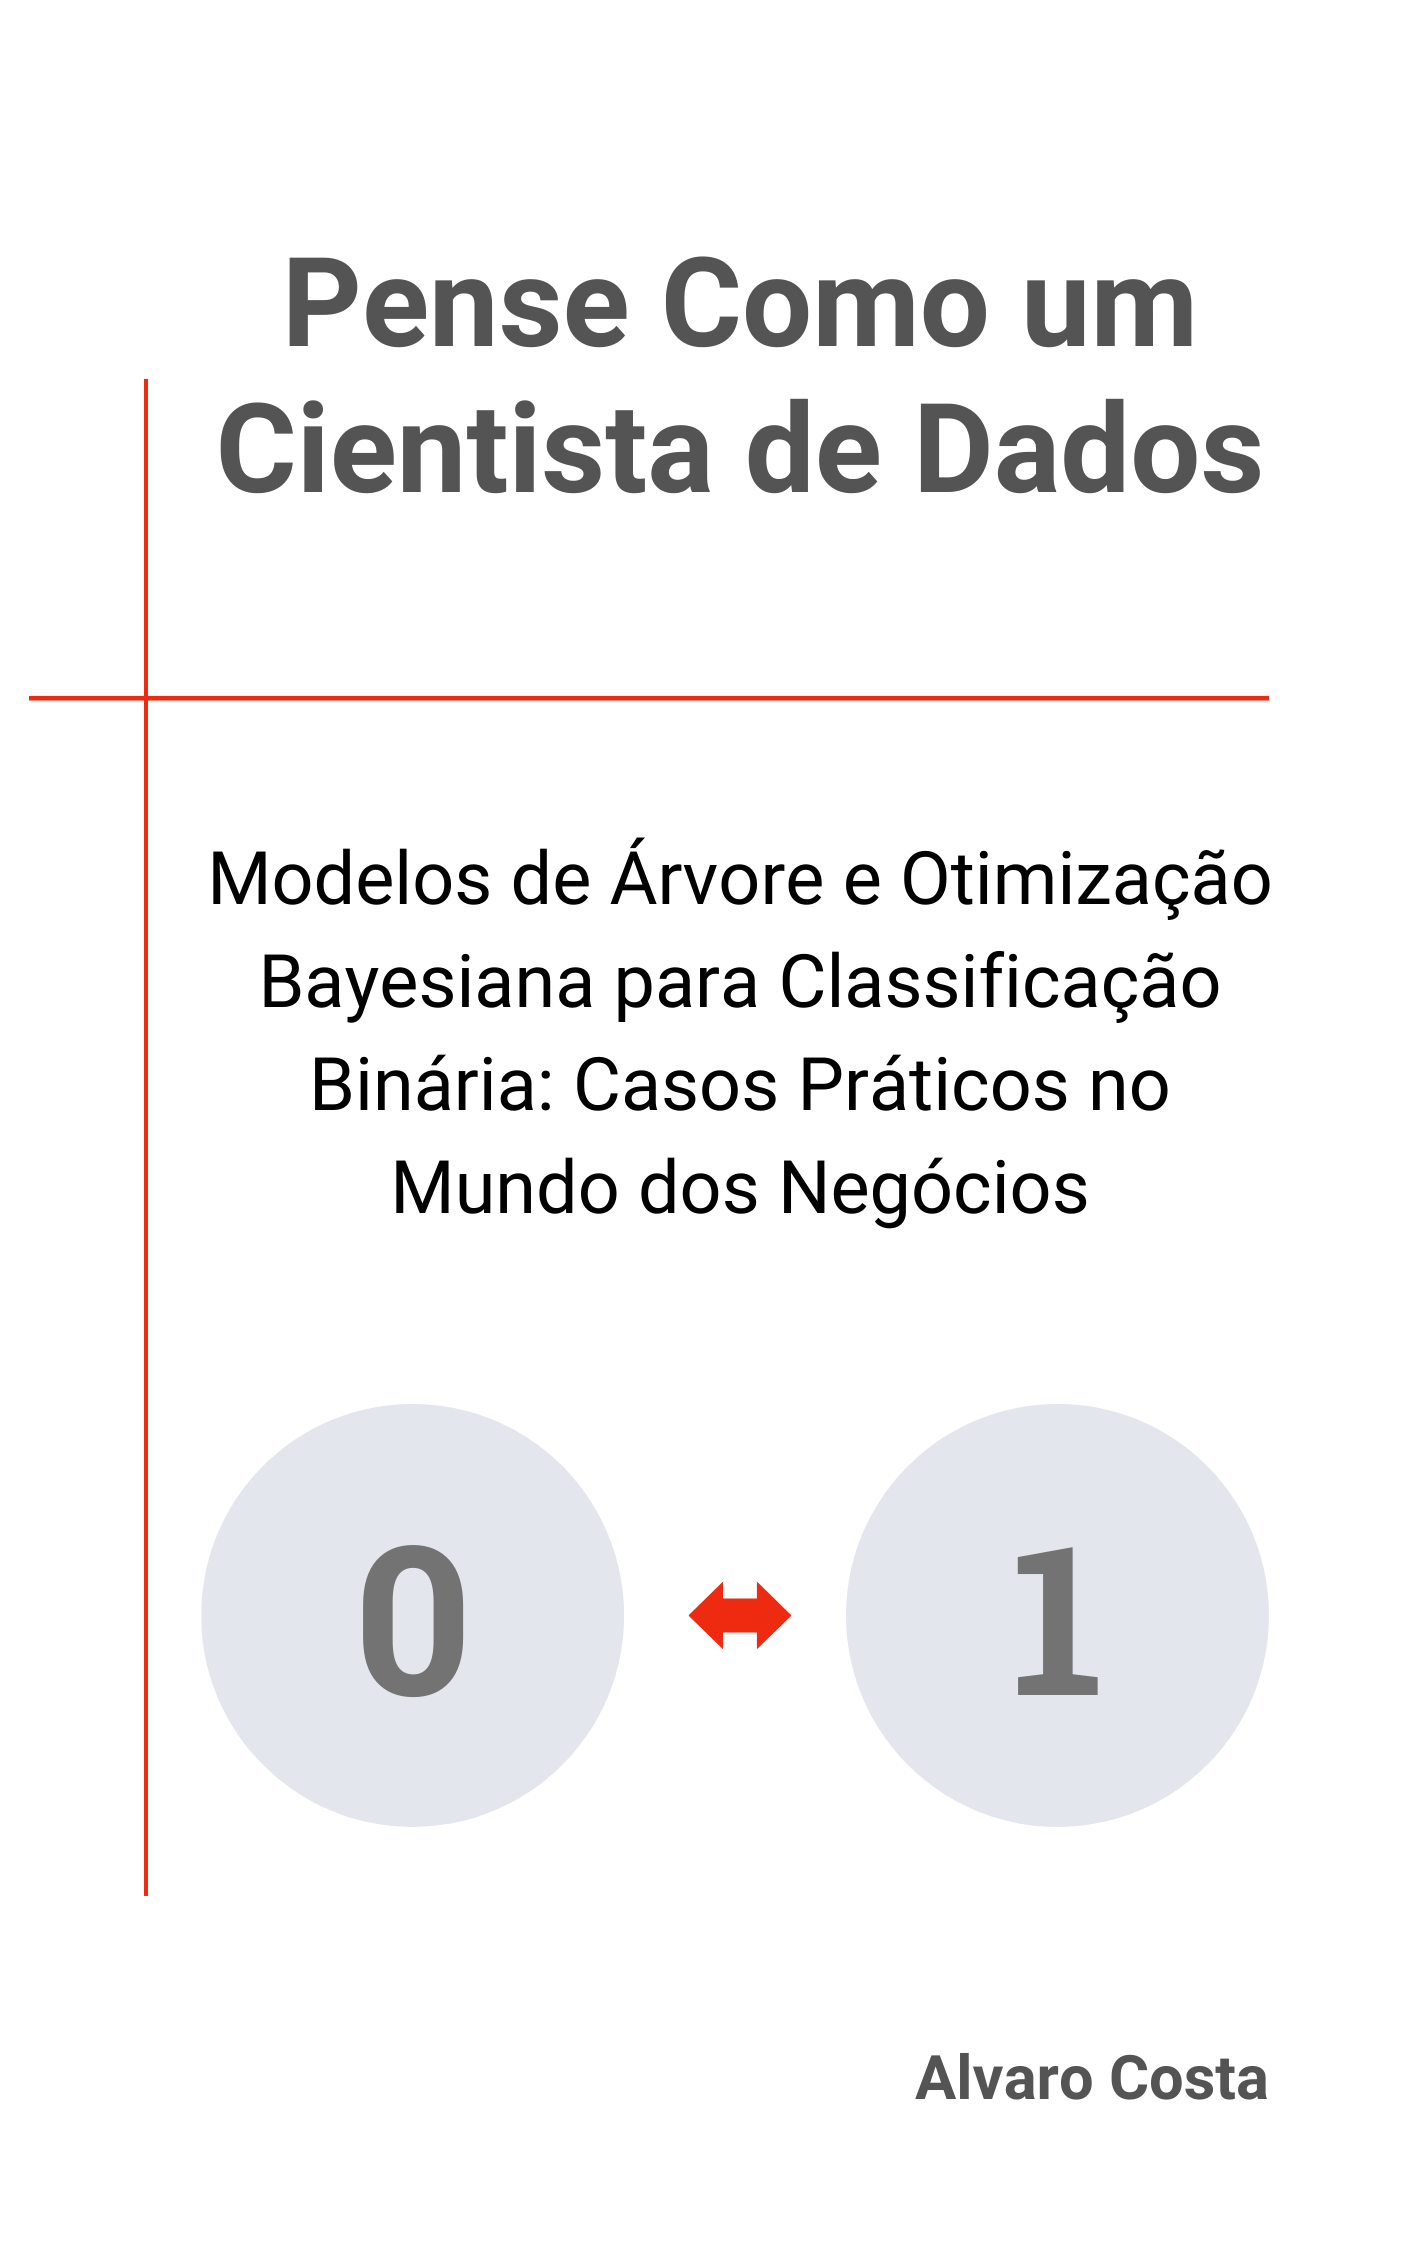 Pense Como um
Cientista de Dados
Modelos de Árvore e Otimização
Bayesiana para Classificação
Binária: Casos Práticos no
Mundo dos Negócios
0 1
Alvaro Costa